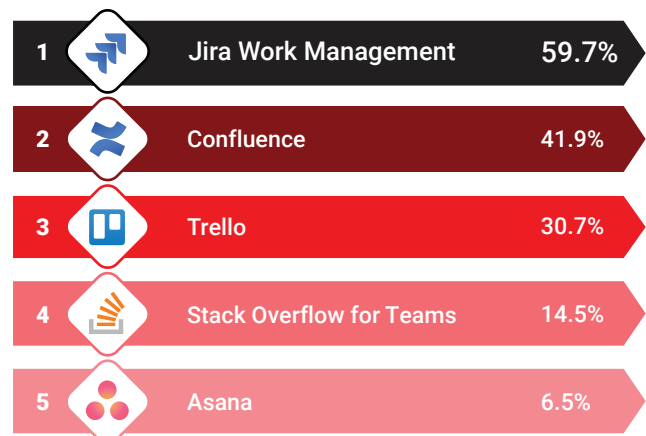 1 Jira Work Management 59.7%
2 Confluence 41.9%
3 Trello 30.7%
4 Stack Overflow for Teams 14.5%
5 Asana 6.5%